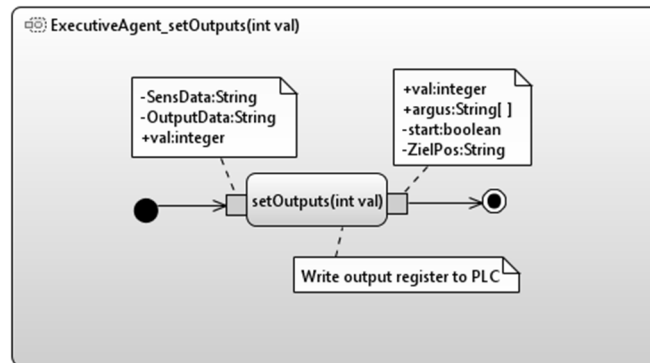 ExecutiveAgent_setOutputs(int val)
-SensData:String
-OutputData:String
+val:integer
+val:integer
+argus:String[ ]
-start:boolean
-ZielPos:String
setOutputs(int val)
Write output register to PLC